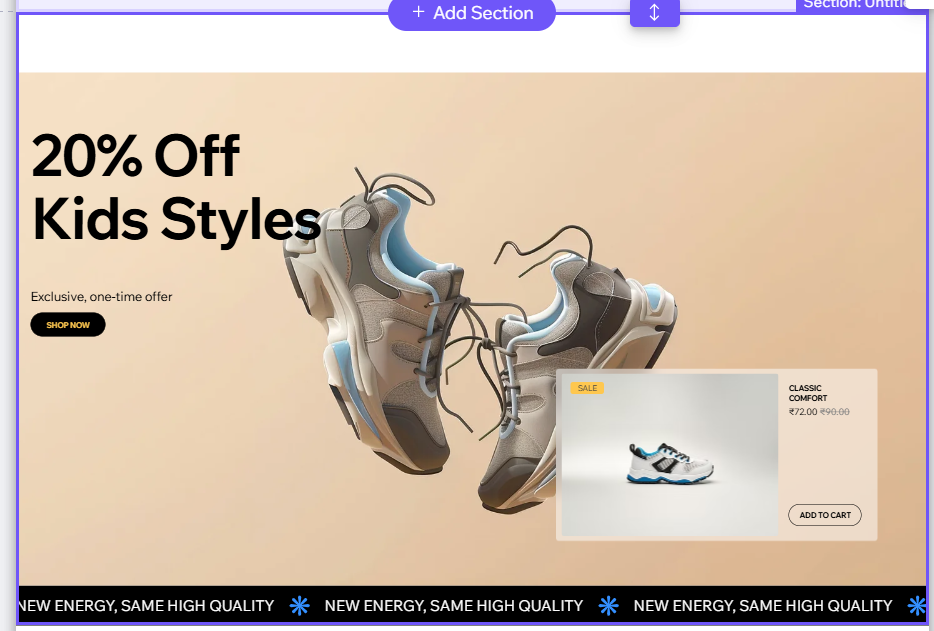 + Add Section
Section: Untitle
20% Off
Kids Styles
Exclusive, one-time offer
SHOP NOW
SALE
CLASSIC
COMFORT
₹72.00 ₹90.00
ADD TO CART
NEW ENERGY, SAME HIGH QUALITY NEW ENERGY, SAME HIGH QUALITY NEW ENERGY, SAME HIGH QUALITY